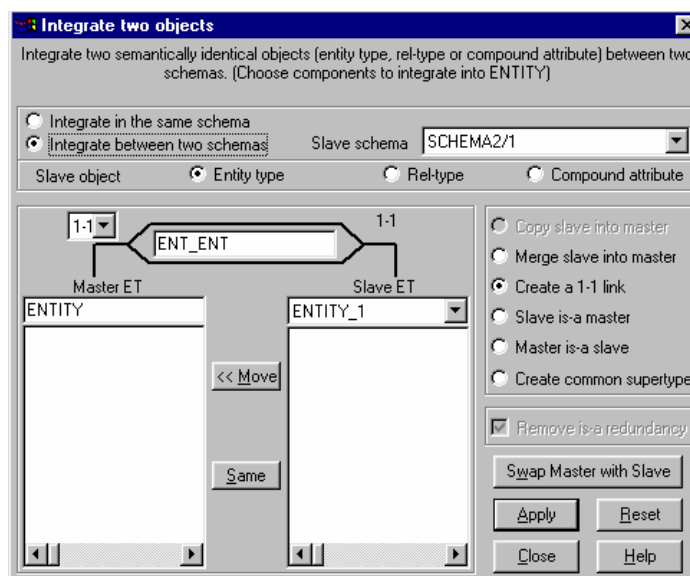 Integrate two objects
Integrate two semantically identical objects (entity type, rel-type or compound attribute) between two
schemas. (Choose components to integrate into ENTITY)
Integrate in the same schema
Integrate between two schemas
Slave schema
SCHEMA2/1
Slave object
Entity type
Rel-type
Compound attribute
1-1
ENT_ENT
1-1
Master ET
Slave ET
ENTITY
ENTITY_1
<< Move
Same
Copy slave into master
Merge slave into master
Create a 1-1 link
Slave is-a master
Master is-a slave
Create common supertype
Remove is-a redundancy
Swap Master with Slave
Apply
Reset
Close
Help